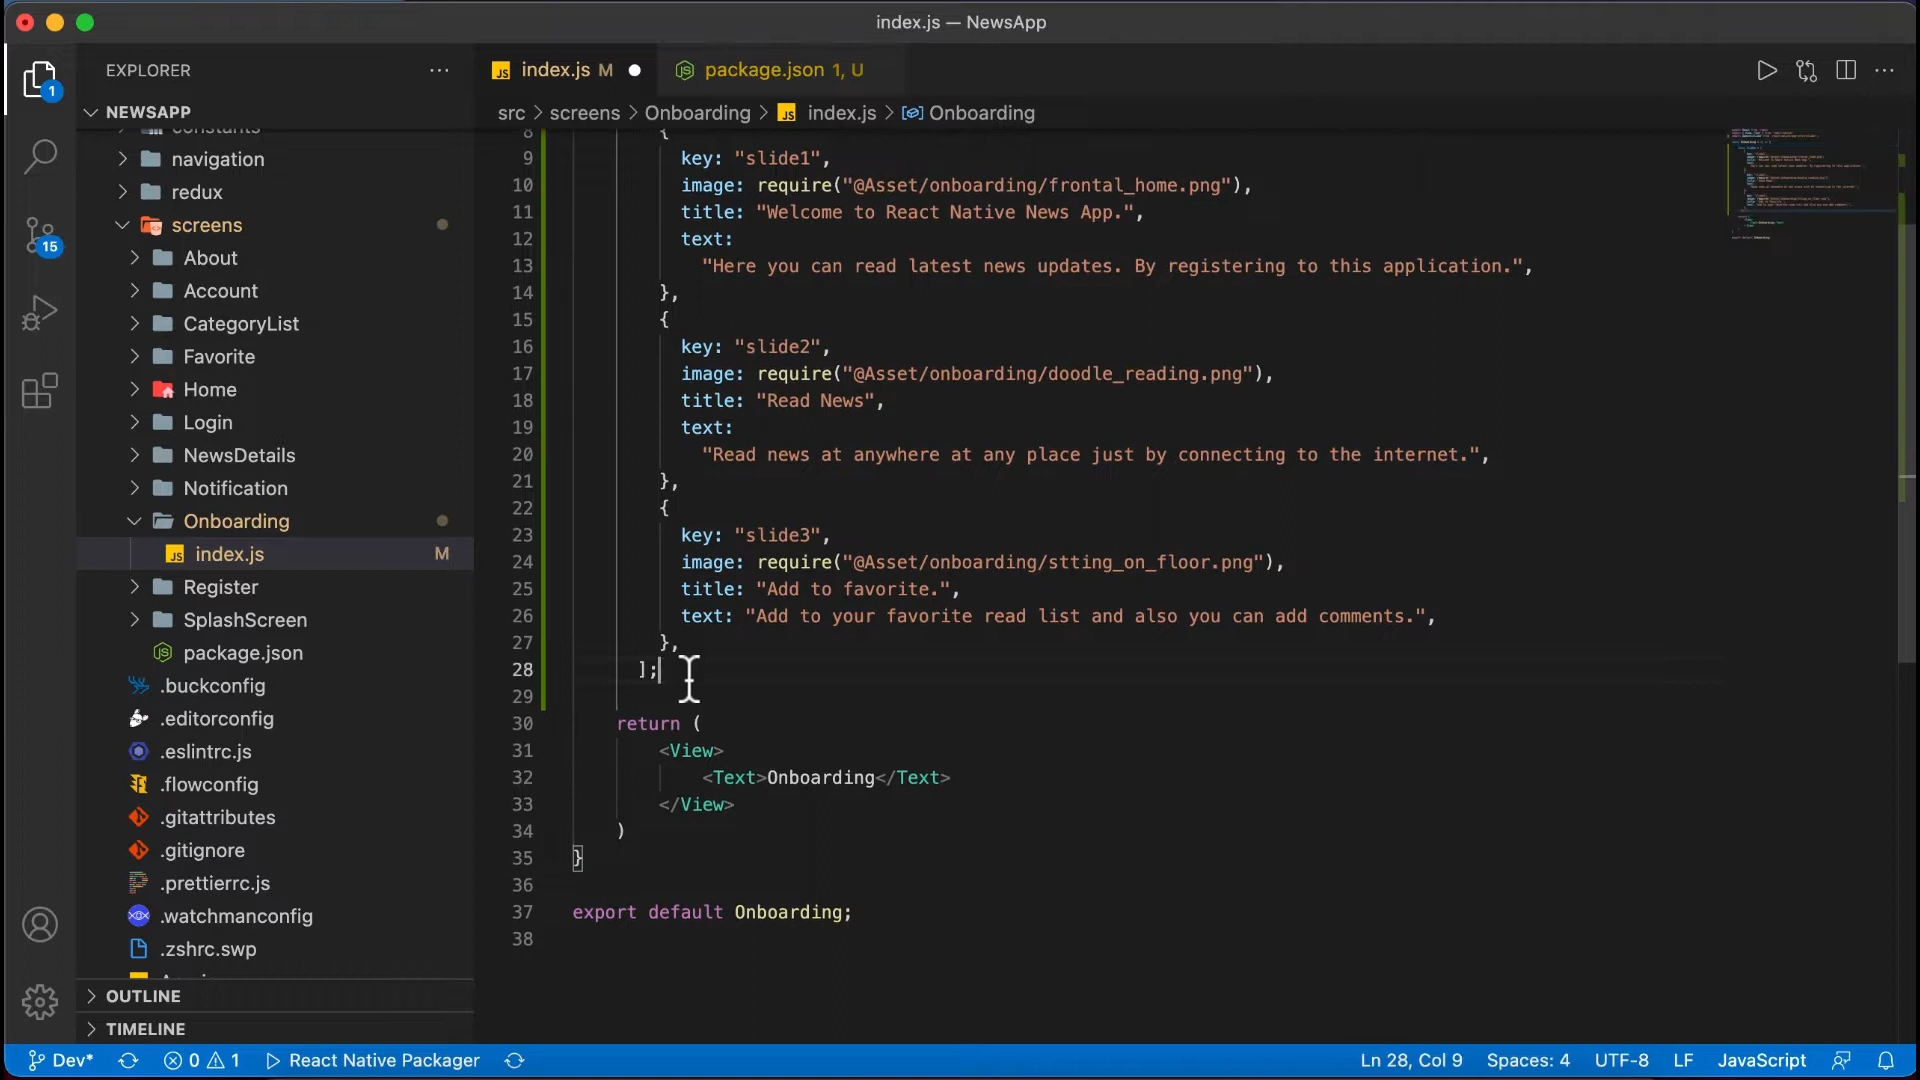 index.js — NewsApp
EXPLORER
index.js M
package.json 1, U
NEWSAPP
src > screens > Onboarding > index.js > Onboarding
constants
navigation
redux
screens
About
Account
CategoryList
Favorite
Home
Login
NewsDetails
Notification
Onboarding
index.js M
Register
SplashScreen
package.json
.buckconfig
.editorconfig
.eslintrc.js
.flowconfig
.gitattributes
.gitignore
.prettierrc.js
.watchmanconfig
.zshrc.swp
OUTLINE
TIMELINE
1
15
8 {
9 key: "slide1",
10 image: require("@Asset/onboarding/frontal_home.png"),
11 title: "Welcome to React Native News App.",
12 text:
13 "Here you can read latest news updates. By registering to this application.",
14 },
15 {
16 key: "slide2",
17 image: require("@Asset/onboarding/doodle_reading.png"),
18 title: "Read News",
19 text:
20 "Read news at anywhere at any place just by connecting to the internet.",
21 },
22 {
23 key: "slide3",
24 image: require("@Asset/onboarding/stting_on_floor.png"),
25 title: "Add to favorite.",
26 text: "Add to your favorite read list and also you can add comments.",
27 },
28 ];
29
30 return (
31 <View>
32 <Text>Onboarding</Text>
33 </View>
34 )
35 }
36
37 export default Onboarding;
38
Dev* 0 1 React Native Packager Ln 28, Col 9 Spaces: 4 UTF-8 LF JavaScript